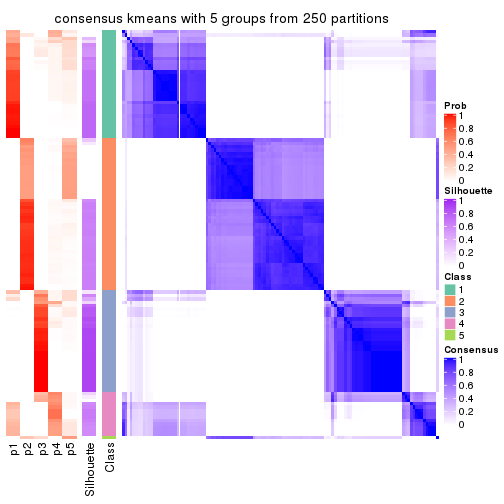 consensus kmeans with 5 groups from 250 partitions
Prob
1
0.8
0.6
0.4
0.2
0
Silhouette
1
0.8
0.6
0.4
0.2
0
Class
1
2
3
4
5
Consensus
1
0.8
0.6
0.4
0.2
0
p1
p2
p3
p4
p5
Silhouette
Class